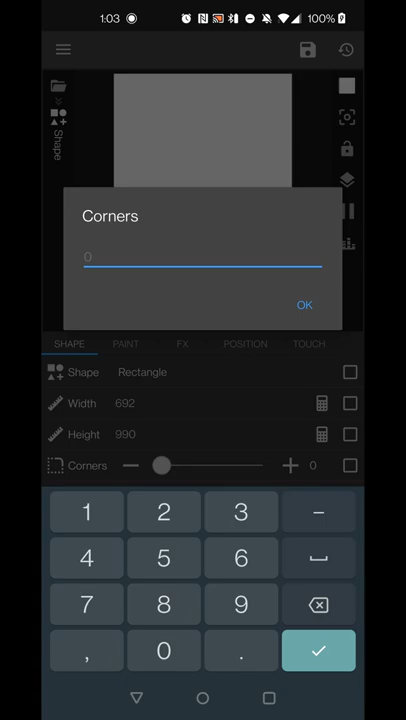 1:03
100%
Shape
Corners
0
OK
SHAPE PAINT FX POSITION TOUCH
Shape Rectangle
Width 692
Height 990
Corners 0
1 2 3 −
4 5 6
7 8 9
, 0 .